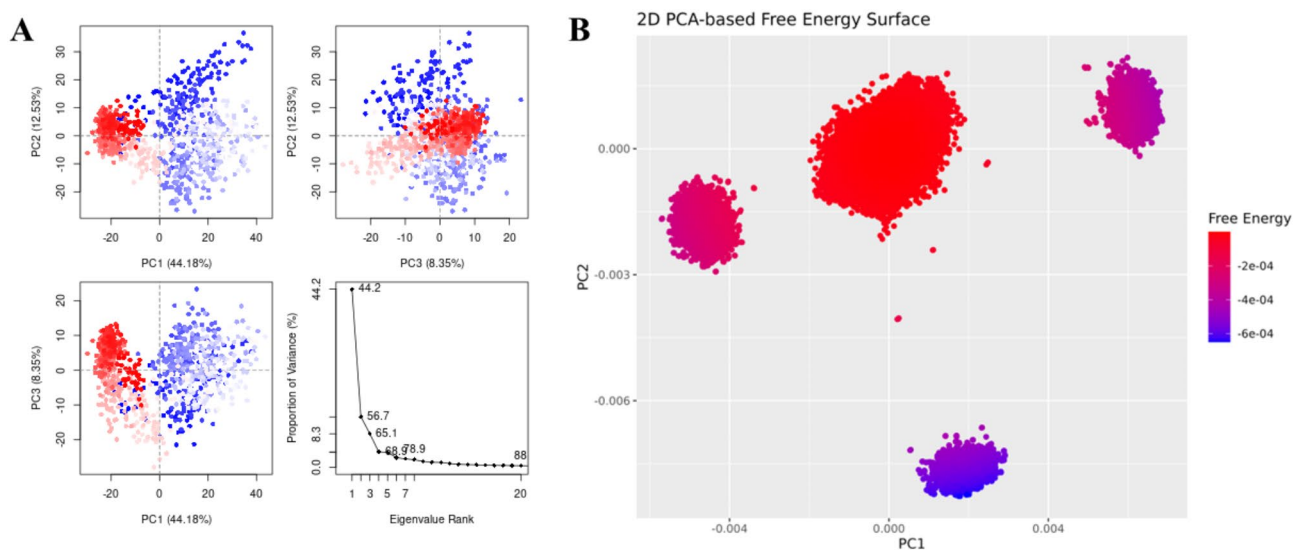 A
30
20
10
0
10
20
PC2 (12.53%)
-20
0
20
40
PC1 (44.18%)
30
20
10
0
10
20
PC2 (12.53%)
-20
-10
0
10
20
PC3 (8.35%)
20
10
0
10
-20
PC3 (8.35%)
-20
0
20
40
PC1 (44.18%)
44.2
8.3
0.0
Proportion of Variance (%)
44.2
56.7
65.1
68.9
78.9
88
1
3
5
7
20
Eigenvalue Rank
B
2D PCA-based Free Energy Surface
0.000
-0.003
-0.006
PC2
-0.004
0.000
0.004
PC1
Free Energy
-2e-04
-4e-04
-6e-04